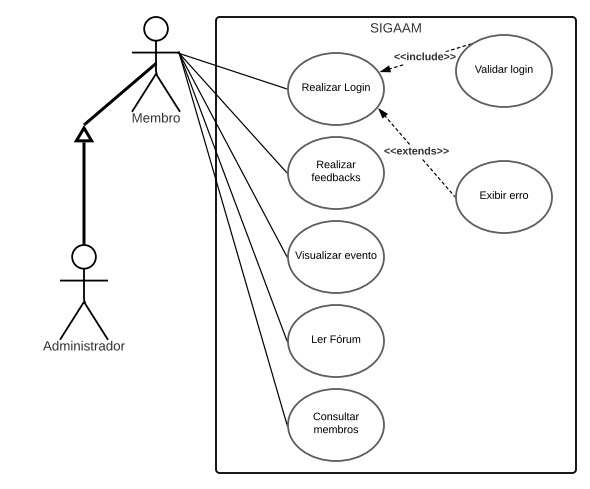 SIGAAM
<<include>>
Validar login
Realizar Login
Membro
<<extends>>
Realizar
feedbacks
Exibir erro
Visualizar evento
Administrador
Ler Fórum
Consultar
membros